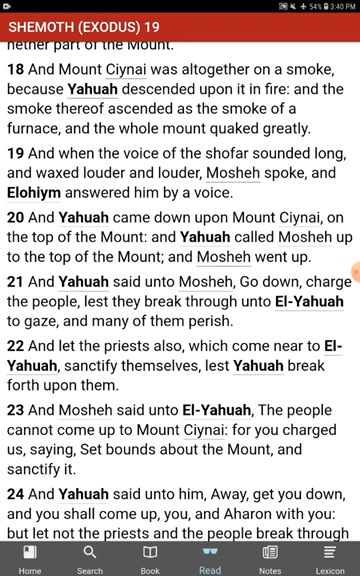 54% 3:40 PM
SHEMOTH (EXODUS) 19
nether part of the Mount.
18 And Mount Ciynai was altogether on a smoke,
because Yahuah descended upon it in fire: and the
smoke thereof ascended as the smoke of a
furnace, and the whole mount quaked greatly.
19 And when the voice of the shofar sounded long,
and waxed louder and louder, Mosheh spoke, and
Elohiym answered him by a voice.
20 And Yahuah came down upon Mount Ciynai, on
the top of the Mount: and Yahuah called Mosheh up
to the top of the Mount; and Mosheh went up.
21 And Yahuah said unto Mosheh, Go down, charge
the people, lest they break through unto El-Yahuah
to gaze, and many of them perish.
22 And let the priests also, which come near to El-
Yahuah, sanctify themselves, lest Yahuah break
forth upon them.
23 And Mosheh said unto El-Yahuah, The people
cannot come up to Mount Ciynai: for you charged
us, saying, Set bounds about the Mount, and
sanctify it.
24 And Yahuah said unto him, Away, get you down,
and you shall come up, you, and Aharon with you:
but let not the priests and the people break through
Home Search Book Read Notes Lexicon